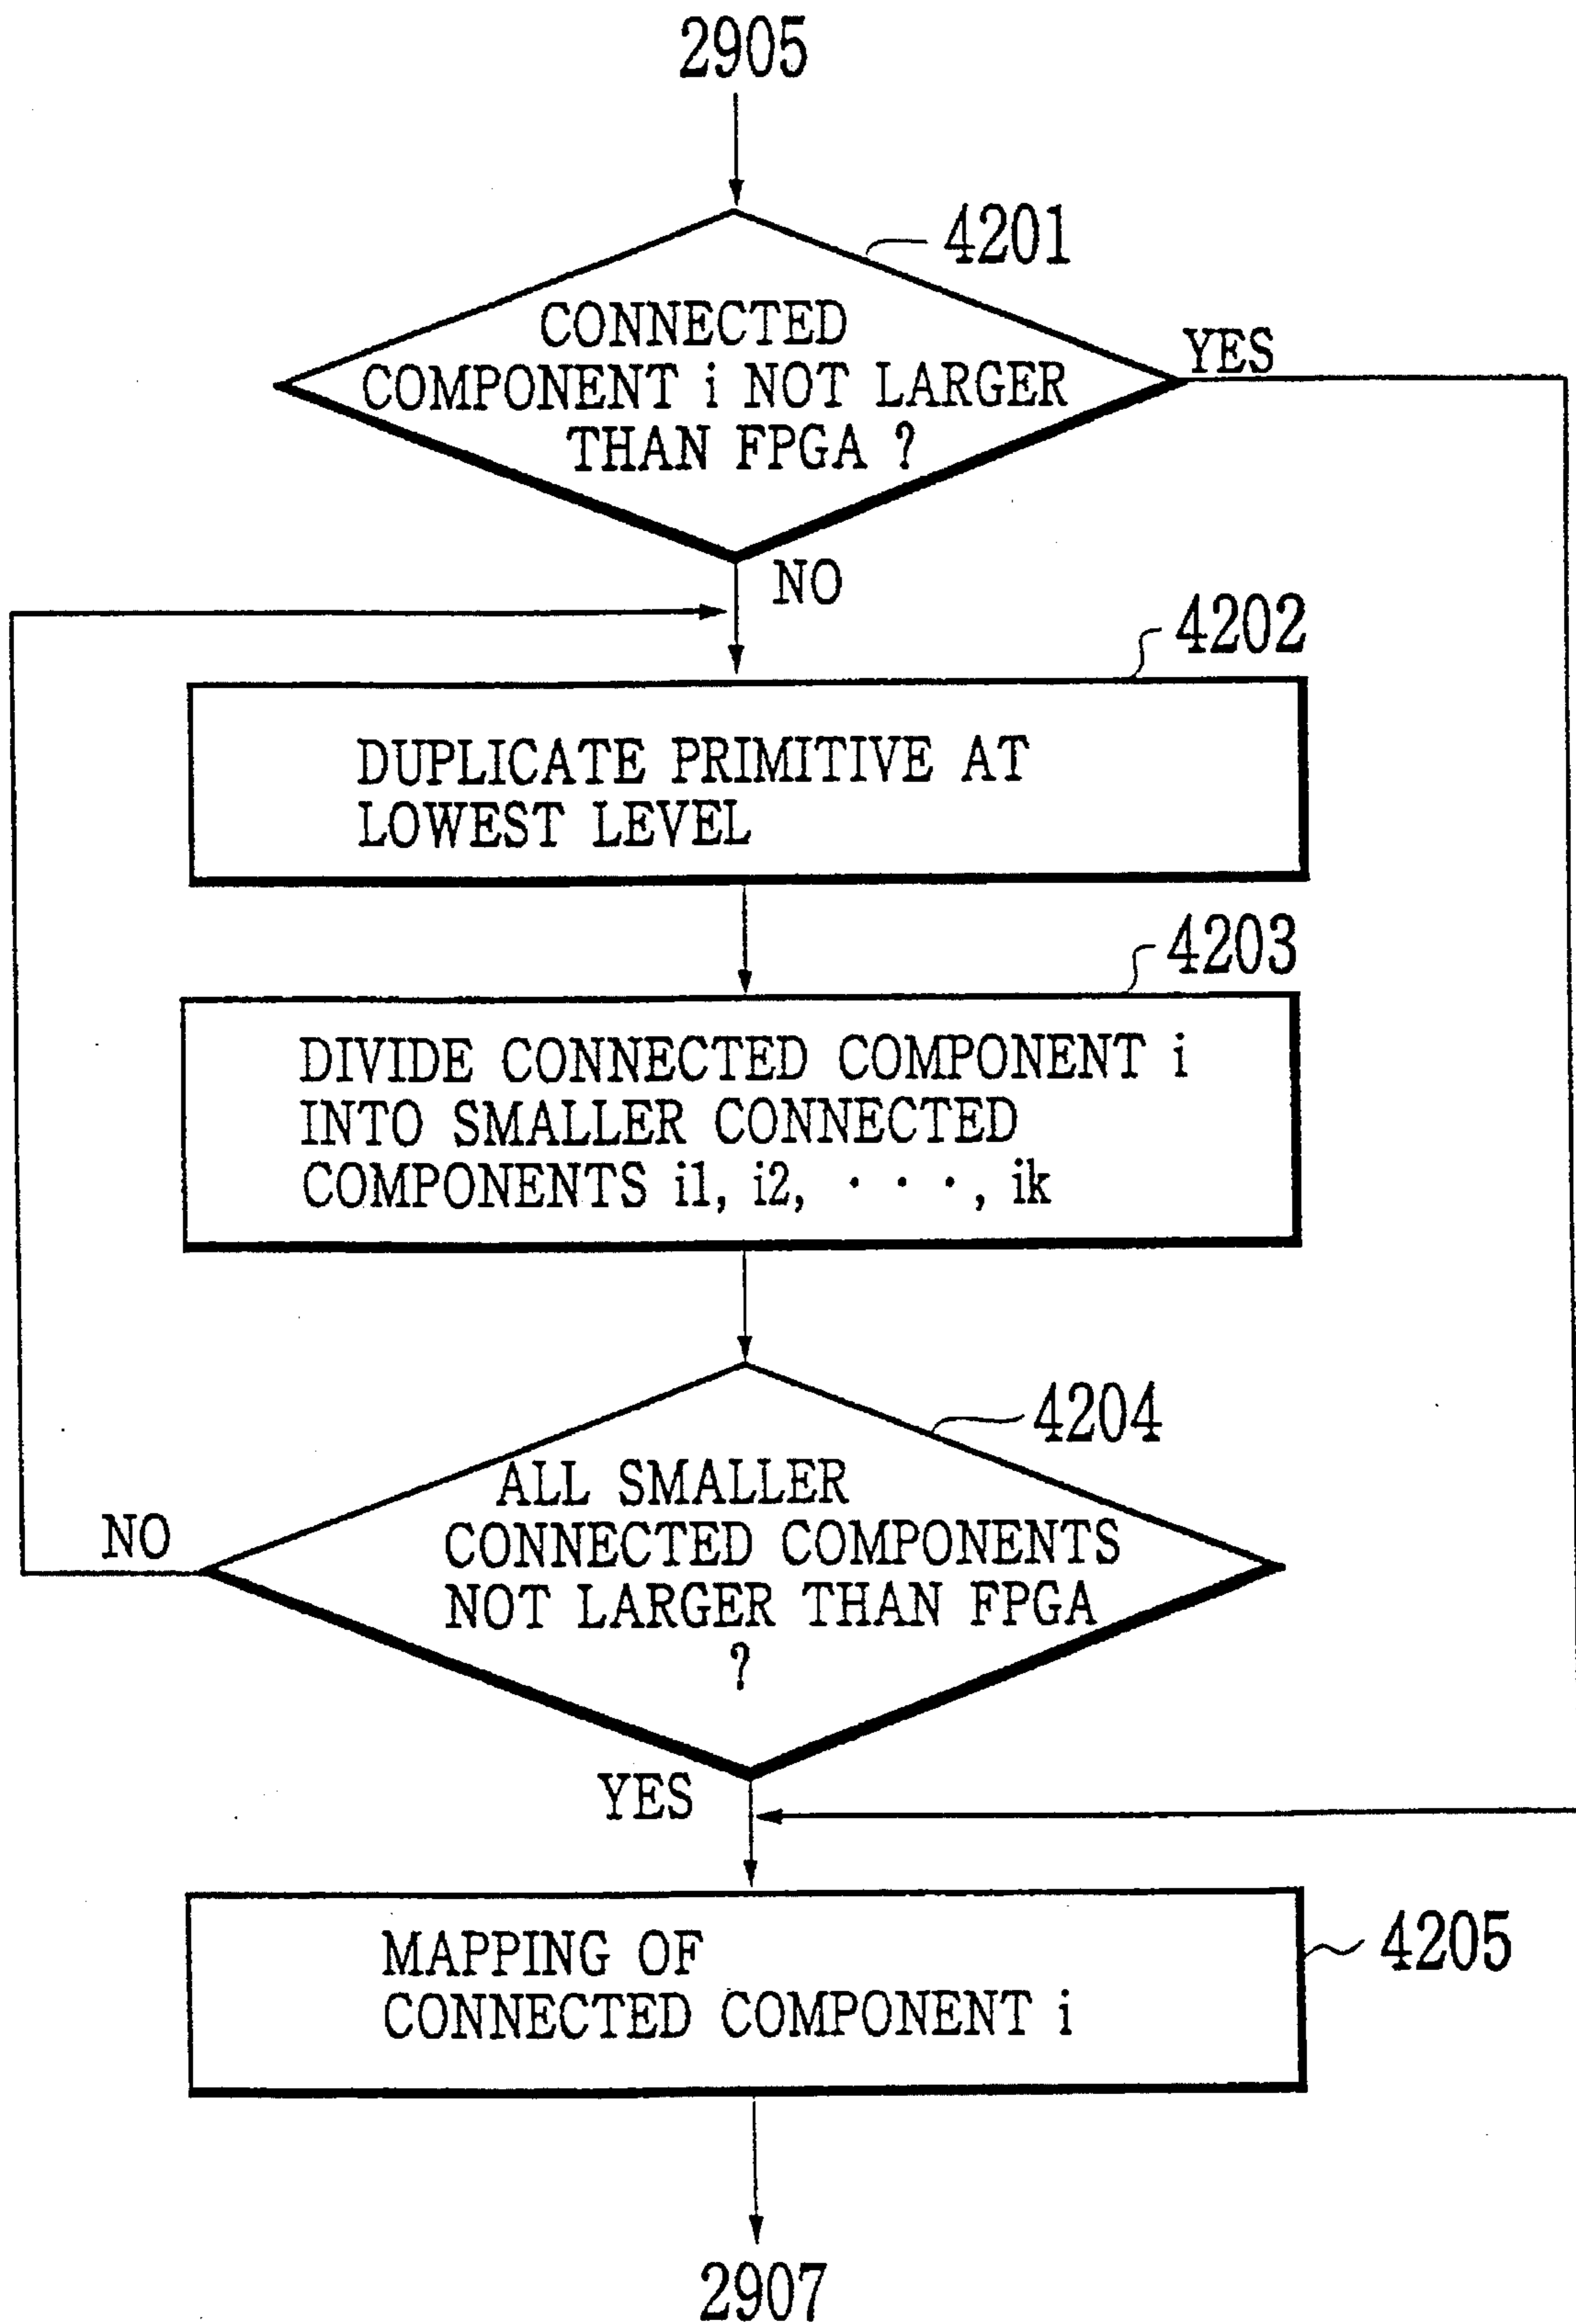 2905
4201
CONNECTED
COMPONENT i NOT LARGER
THAN FPGA ?
YES
NO
4202
DUPLICATE PRIMITIVE AT
LOWEST LEVEL
4203
DIVIDE CONNECTED COMPONENT i
INTO SMALLER CONNECTED
COMPONENTS i1, i2, · · ·, ik
4204
ALL SMALLER
CONNECTED COMPONENTS
NOT LARGER THAN FPGA
?
NO
YES
MAPPING OF
CONNECTED COMPONENT i
4205
2907